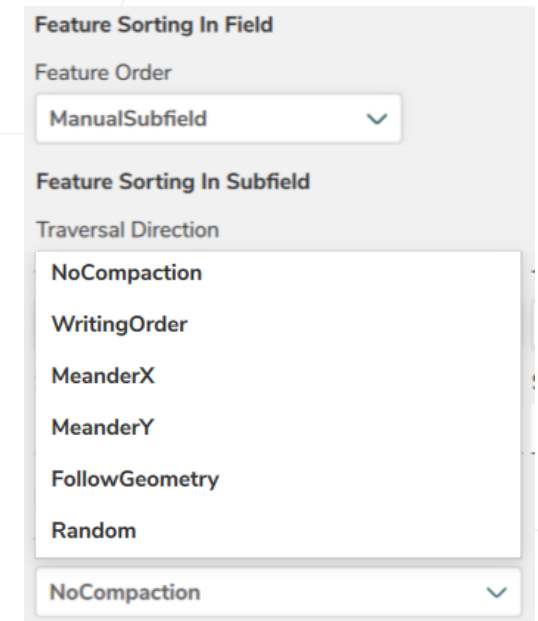 Feature Sorting In Field
Feature Order
ManualSubfield
Feature Sorting In Subfield
Traversal Direction
NoCompaction
WritingOrder
MeanderX
MeanderY
FollowGeometry
Random
NoCompaction